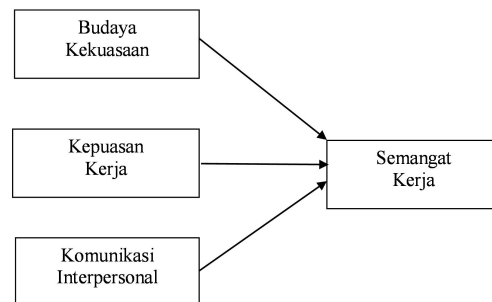 Budaya
Kekuasaan
Kepuasan
Kerja
Semangat
Kerja
Komunikasi
Interpersonal